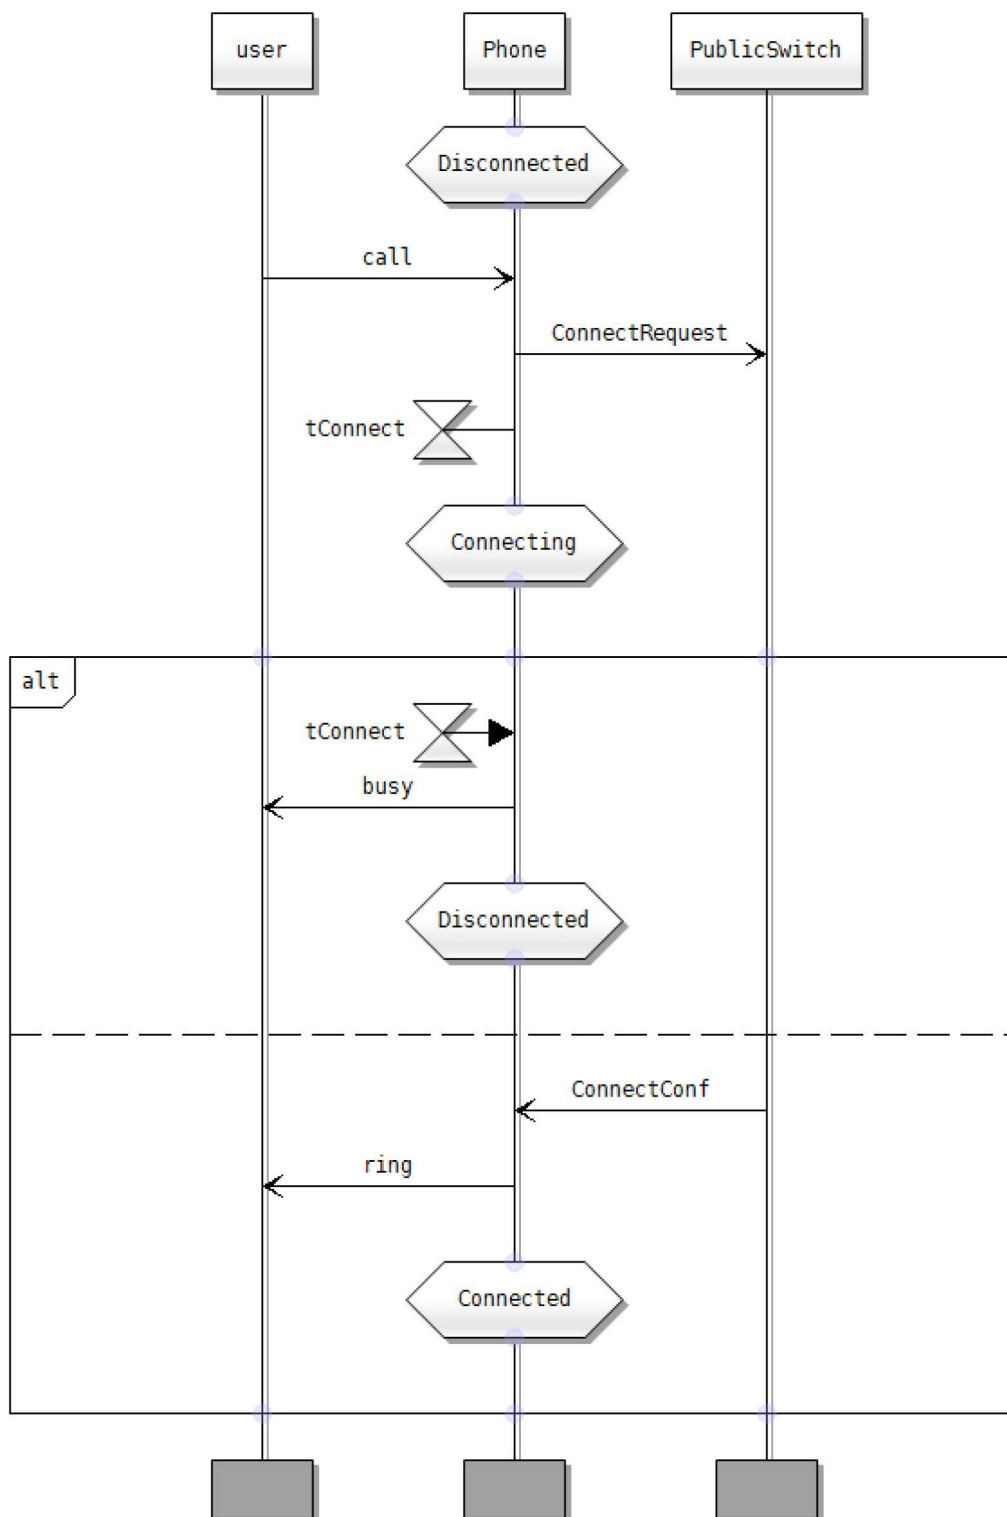 user
Phone
PublicSwitch
Disconnected
call
ConnectRequest
tConnect
Connecting
alt
tConnect
busy
Disconnected
ConnectConf
ring
Connected